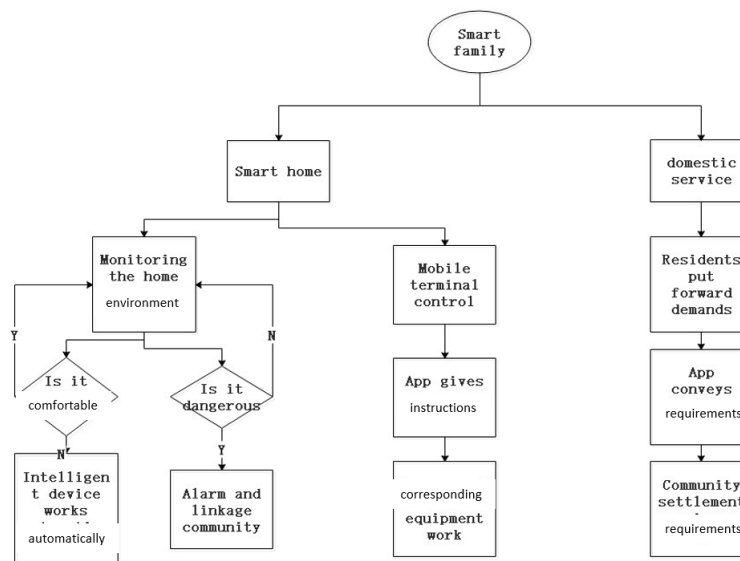 Smart
family
Smart home
domestic
service
Monitoring
the home
environment
Mobile
terminal
control
Residents
put
forward
demands
Y
N
Is it
comfortable
Is it
dangerous
App gives
instructions
App
conveys
requirements
N
Y
Intelligen
t device
works
automatically
Alarm and
linkage
community
corresponding
equipment
work
Community
settlement
requirements